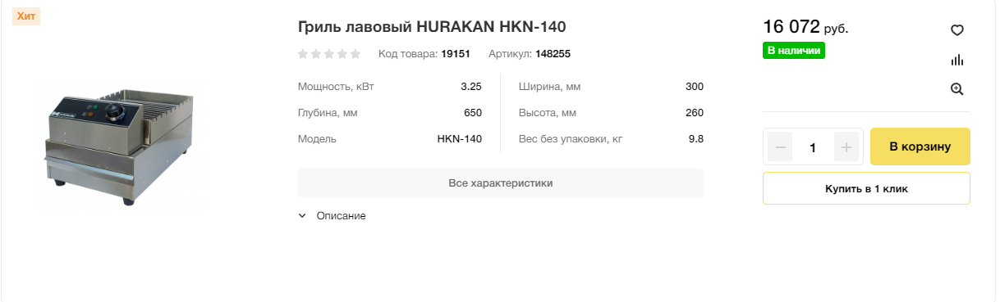 Хит
Гриль лавовый HURAKAN HKN-140
Код товара: 19151 Артикул: 148255
Мощность, кВт 3.25
Глубина, мм 650
Модель HKN-140
Ширина, мм 300
Высота, мм 260
Вес без упаковки, кг 9.8
Все характеристики
Описание
16 072 руб.
В наличии
1
В корзину
Купить в 1 клик